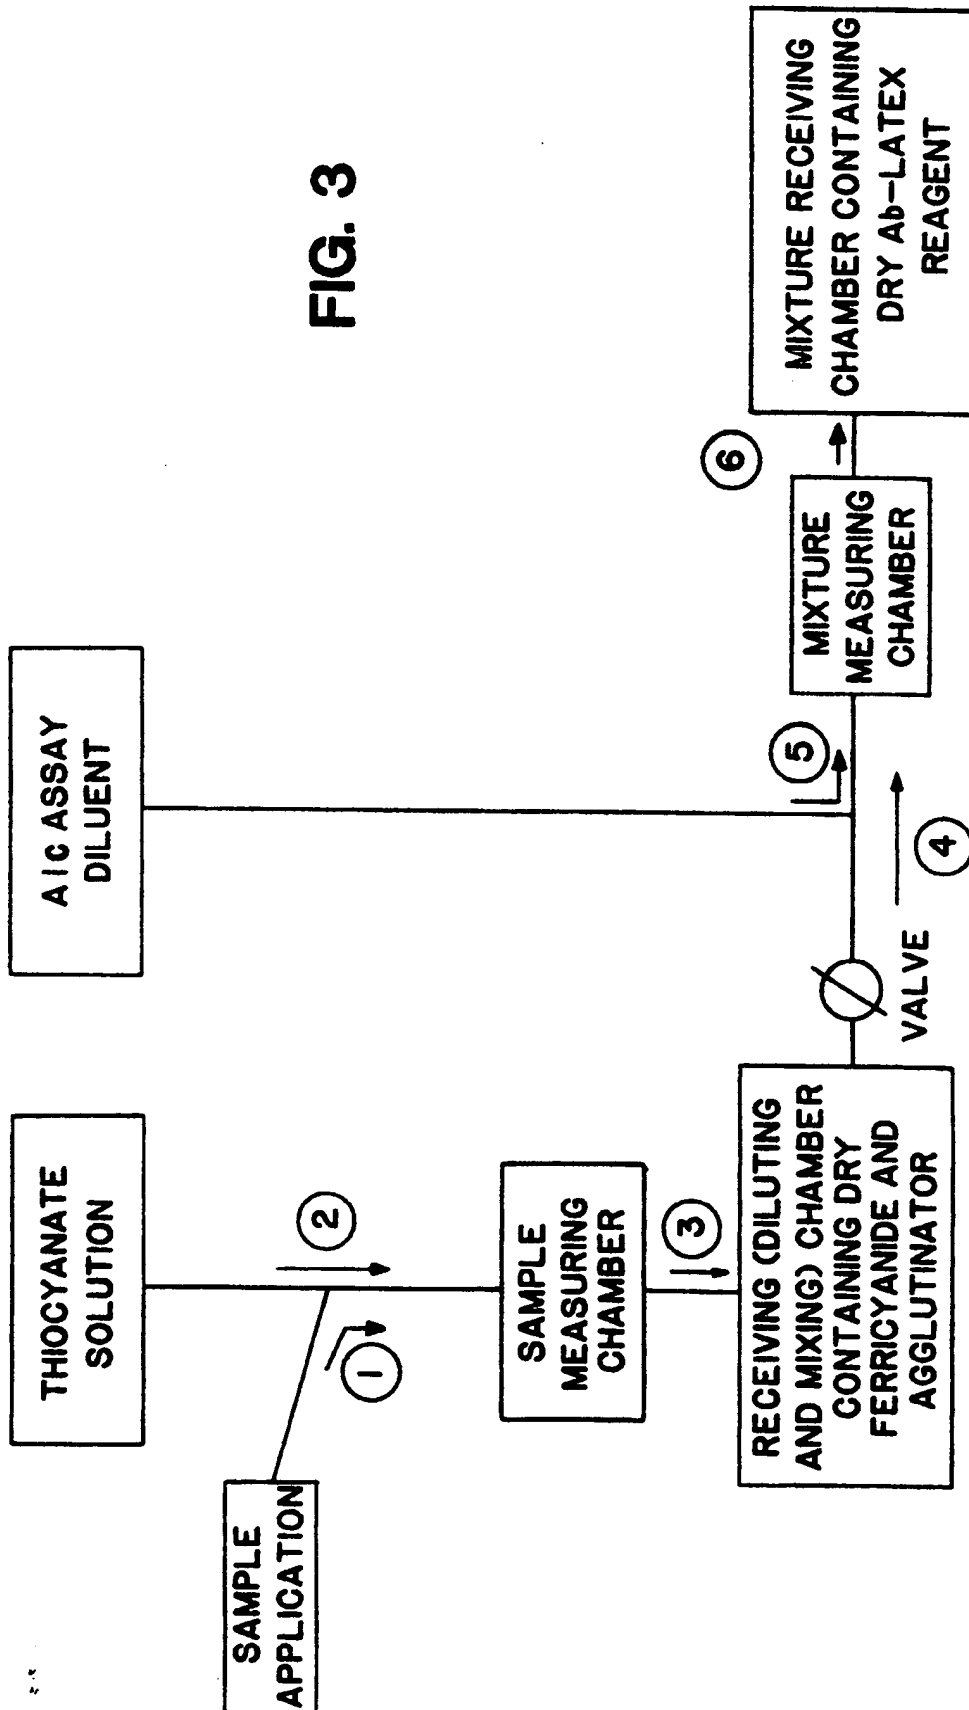 FIG. 3
THIOCYANATE
SOLUTION
A1c ASSAY
DILUENT
SAMPLE
APPLICATION
1
2
SAMPLE
MEASURING
CHAMBER
3
RECEIVING (DILUTING
AND MIXING) CHAMBER
CONTAINING DRY
FERRICYANIDE AND
AGGLUTINATOR
VALVE
4
5
MIXTURE
MEASURING
CHAMBER
6
MIXTURE RECEIVING
CHAMBER CONTAINING
DRY Ab-LATEX
REAGENT